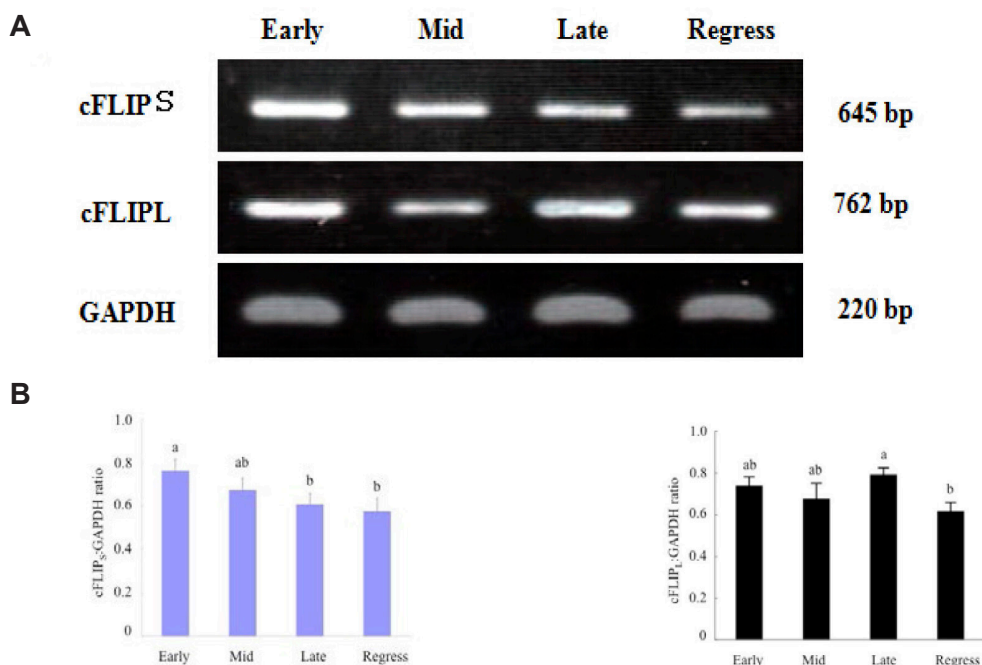 A
Early Mid Late Regress
cFLIP S 645 bp
cFLIPL 762 bp
GAPDH 220 bp
B
1.0
0.8
0.6
0.4
0.2
0
cFLIPS:GAPDH ratio
a ab b b
Early Mid Late Regress
1.0
0.8
0.6
0.4
0.2
0
cFLIPL:GAPDH ratio
ab ab a b
Early Mid Late Regress